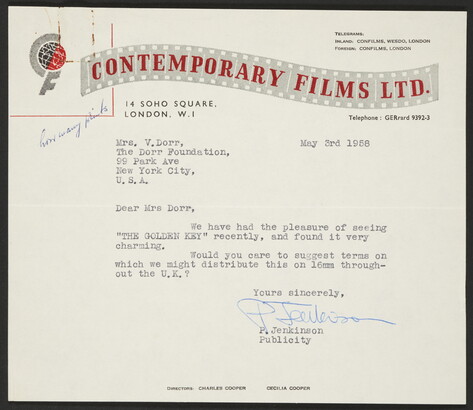 TELEGRAMS:
INLAND: CONFILMS, WESDO, LONDON
FOREIGN: CONFILMS, LONDON
CONTEMPORARY FILMS LTD.
14 SOHO SQUARE,
LONDON, W.1
Telephone: GERrard 9392-3
how many prints
Mrs. V.Dorr,
May 3rd 1958
The Dorr Foundation,
99 Park Ave
New York City,
U.S.A.
Dear Mrs Dorr,
We have had the pleasure of seeing
"THE GOLDEN KEY" recently, and found it very
charming.
Would you care to suggest terms on
which we might distribute this on 16mm through-
out the U.K.?
Yours sincerely,
P Jenkinson
P.Jenkinson
Publicity
DIRECTORS: CHARLES COOPER CECILIA COOPER